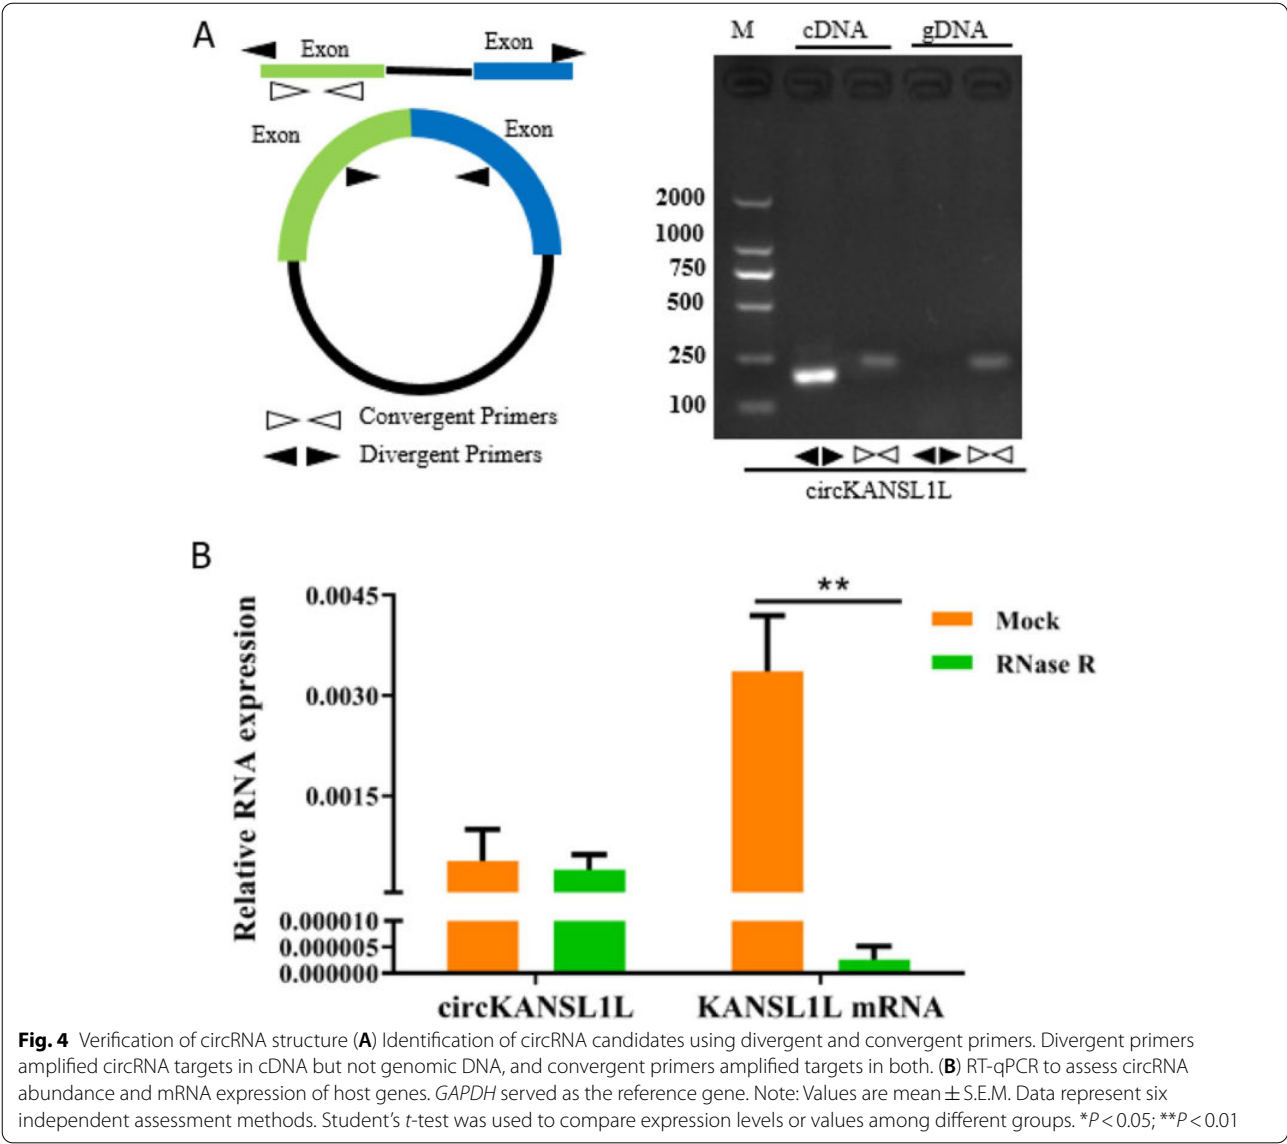 A
Exon
Exon
Exon
Exon
Convergent Primers
Divergent Primers
M cDNA gDNA
2000
1000
750
500
250
100
circKANSL1L
B
Relative RNA expression
0.0045
0.0030
0.0015
0.000010
0.000005
0.000000
**
Mock
RNase R
circKANSL1L KANSL1L mRNA
Fig. 4 Verification of circRNA structure (A) Identification of circRNA candidates using divergent and convergent primers. Divergent primers
amplified circRNA targets in cDNA but not genomic DNA, and convergent primers amplified targets in both. (B) RT-qPCR to assess circRNA
abundance and mRNA expression of host genes. GAPDH served as the reference gene. Note: Values are mean ± S.E.M. Data represent six
independent assessment methods. Student's t-test was used to compare expression levels or values among different groups. *P < 0.05; **P < 0.01